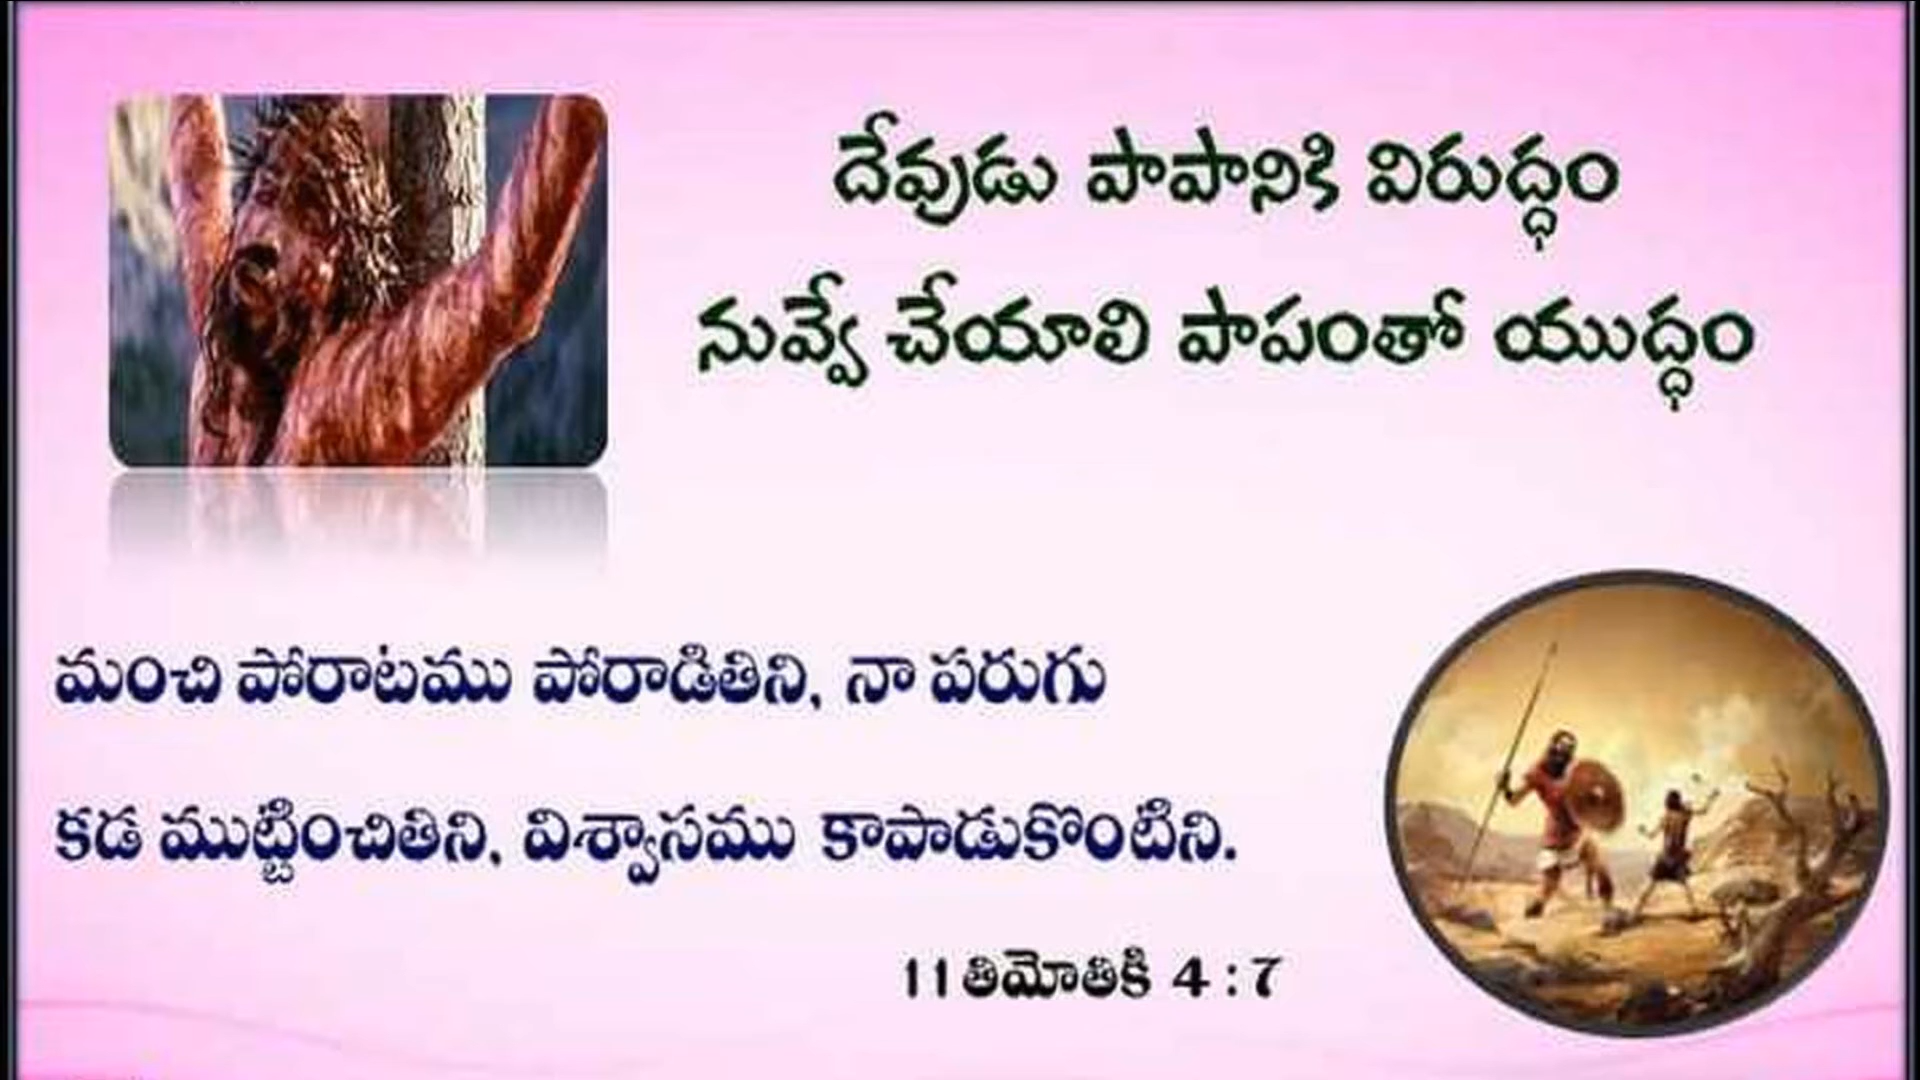 దేవుడు పాపానికి విరుద్ధం
నువ్వే చేయాలి పాపంతో యుద్ధం
మంచి పోరాటము పోరాడితిని, నా పరుగు
కడ ముట్టించితిని, విశ్వాసము కాపాడుకొంటిని.
11 తిమోతికి 4 : 7